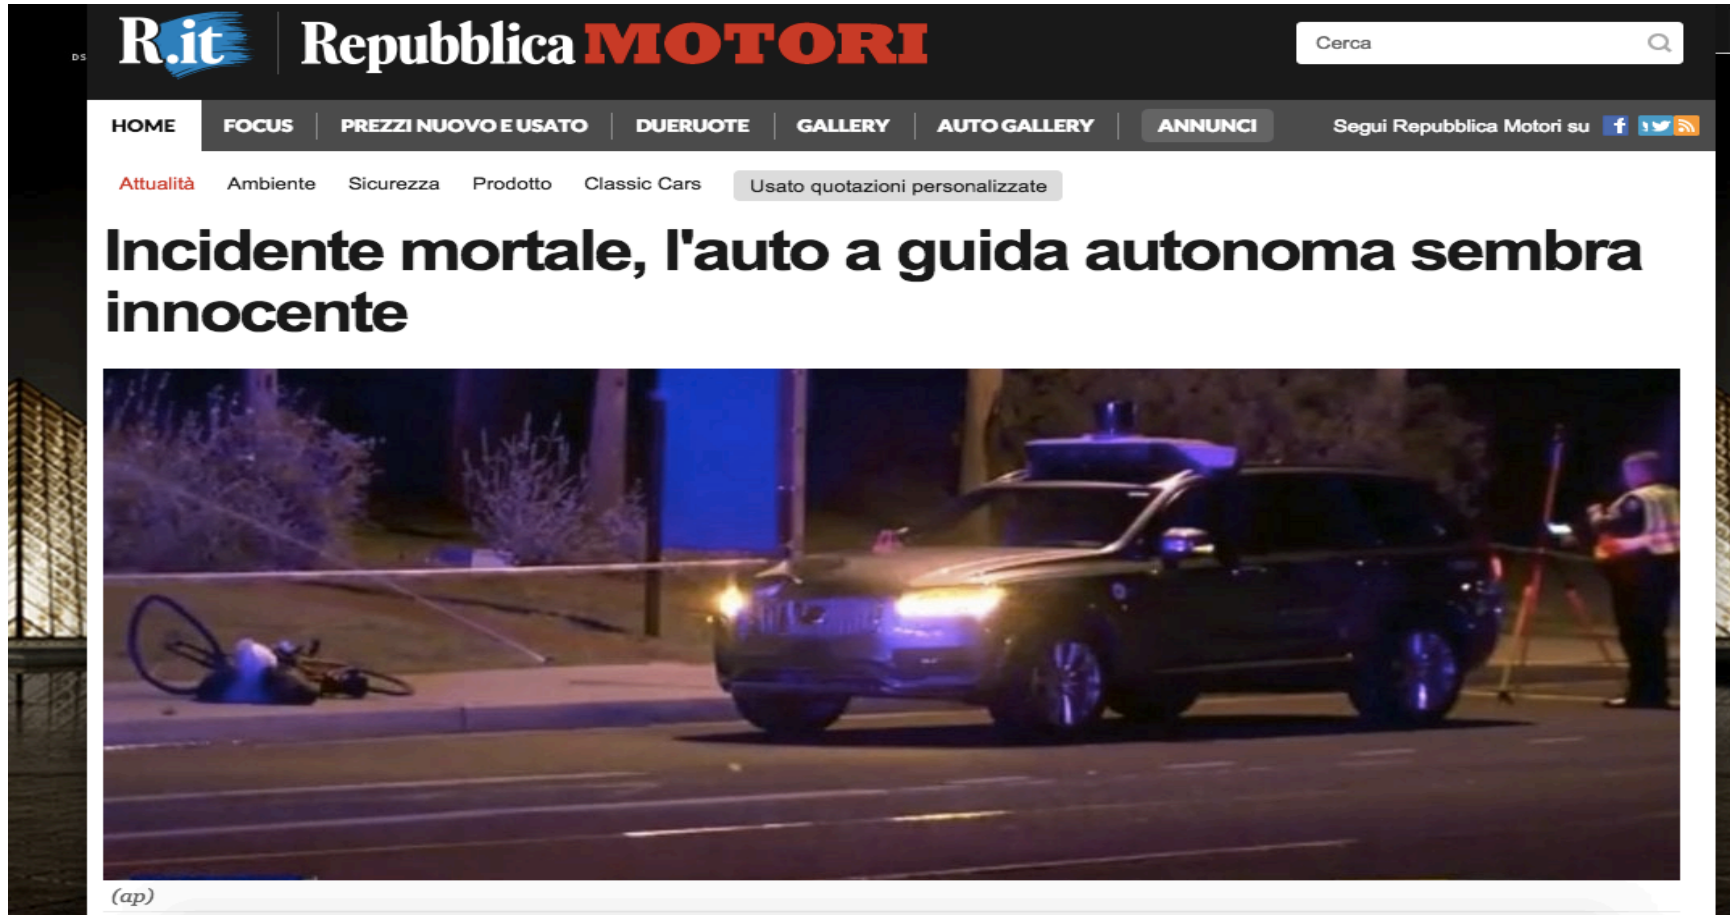 DS
R.it Repubblica MOTORI
Cerca
HOME FOCUS PREZZI NUOVO E USATO DUERUOTE GALLERY AUTO GALLERY ANNUNCI Segui Repubblica Motori su
Attualità Ambiente Sicurezza Prodotto Classic Cars Usato quotazioni personalizzate
Incidente mortale, l'auto a guida autonoma sembra
innocente
(ap)